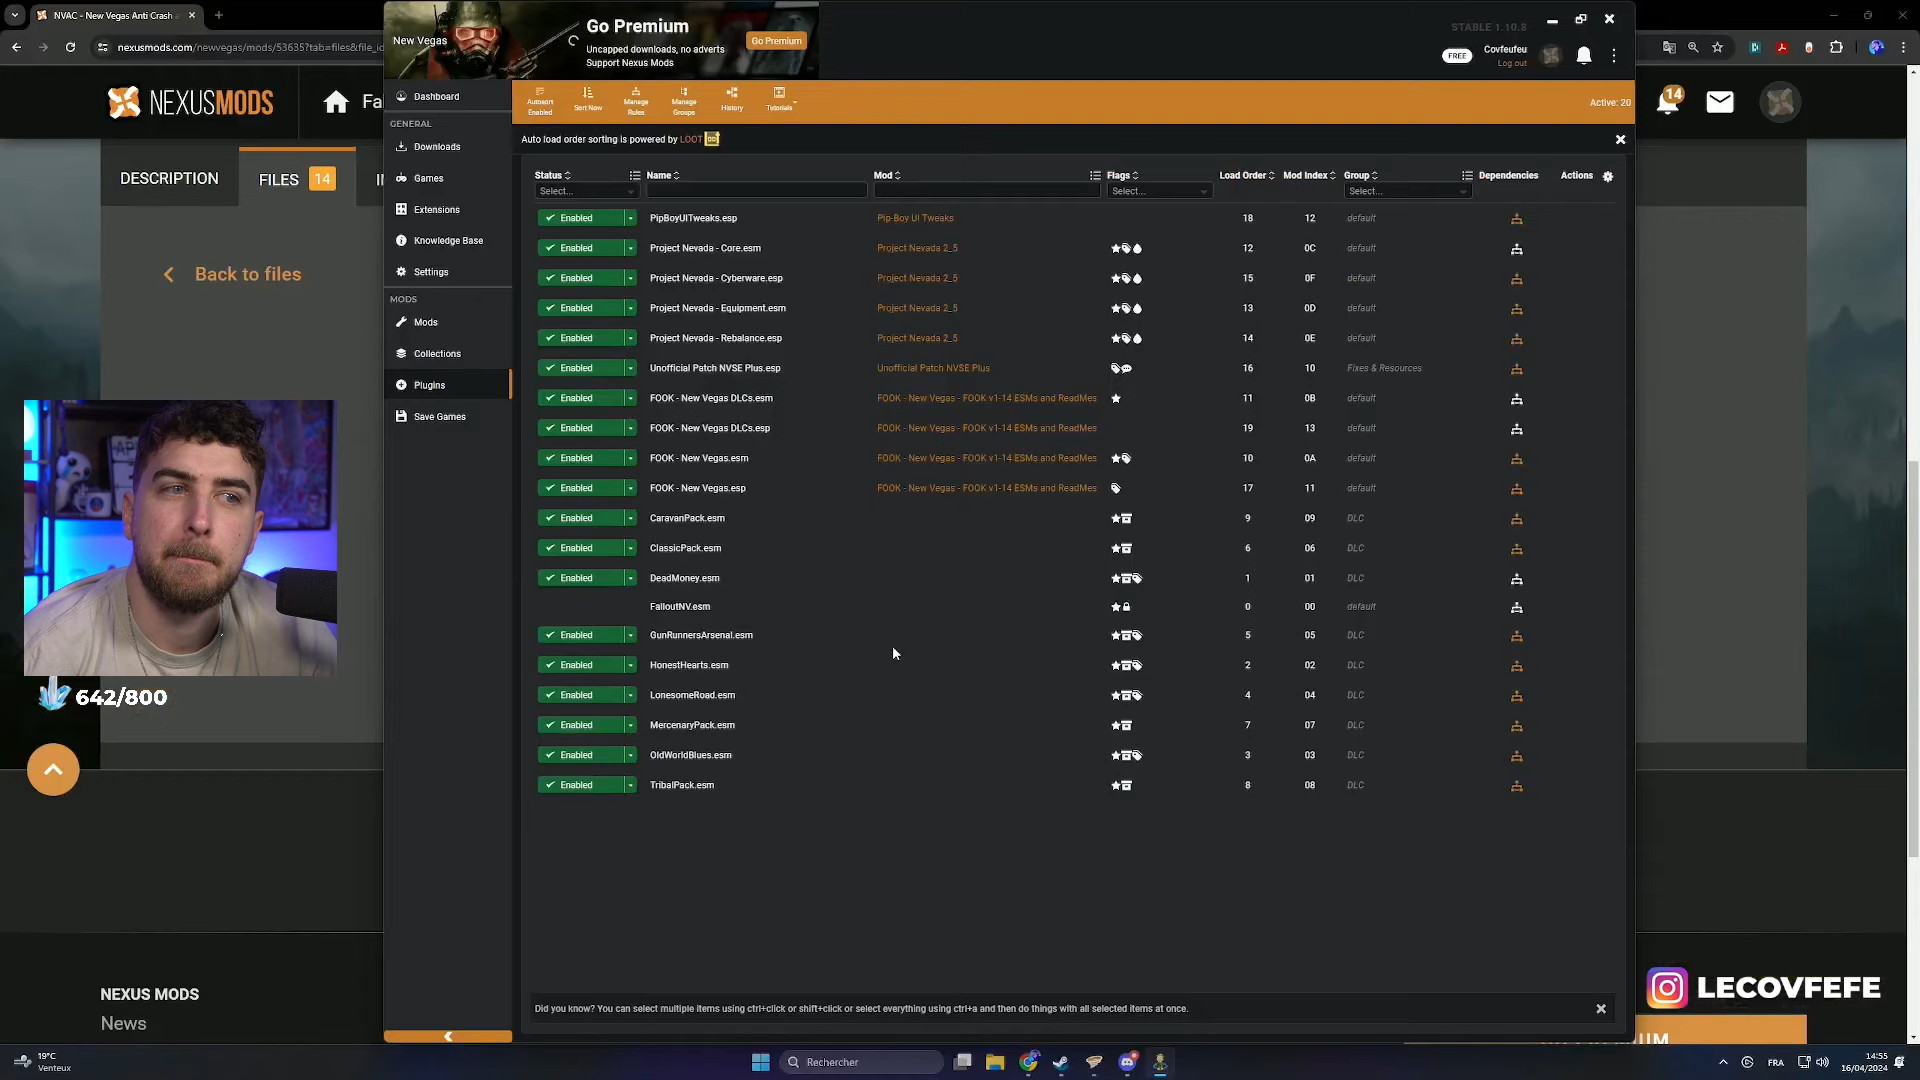 NVAC - New Vegas Anti Crash a
nexusmods.com/newvegas/mods/53635?tab=files&file_id
New Vegas
Go Premium
Uncapped downloads, no adverts
Support Nexus Mods
Go Premium
STABLE 1.10.8
FREE
Covfeufeu
Log out
NEXUSMODS
Fa
14
DESCRIPTION
FILES 14
Back to files
Dashboard
GENERAL
Downloads
Games
Extensions
Knowledge Base
Settings
MODS
Mods
Collections
Plugins
Save Games
Autosort Enabled
Sort Now
Manage Rules
Manage Groups
History
Tutorials
Active: 20
Auto load order sorting is powered by LOOT
Status Name Mod Flags Load Order Mod Index Group Dependencies Actions
Select... Select... Select...
Enabled PipBoyUITweaks.esp Pip-Boy UI Tweaks 18 12 default
Enabled Project Nevada - Core.esm Project Nevada 2_5 12 0C default
Enabled Project Nevada - Cyberware.esp Project Nevada 2_5 15 0F default
Enabled Project Nevada - Equipment.esm Project Nevada 2_5 13 0D default
Enabled Project Nevada - Rebalance.esp Project Nevada 2_5 14 0E default
Enabled Unofficial Patch NVSE Plus.esp Unofficial Patch NVSE Plus 16 10 Fixes & Resources
Enabled FOOK - New Vegas DLCs.esm FOOK - New Vegas - FOOK v1-14 ESMs and ReadMes 11 0B default
Enabled FOOK - New Vegas DLCs.esp FOOK - New Vegas - FOOK v1-14 ESMs and ReadMes 19 13 default
Enabled FOOK - New Vegas.esm FOOK - New Vegas - FOOK v1-14 ESMs and ReadMes 10 0A default
Enabled FOOK - New Vegas.esp FOOK - New Vegas - FOOK v1-14 ESMs and ReadMes 17 11 default
Enabled CaravanPack.esm 9 09 DLC
Enabled ClassicPack.esm 6 06 DLC
Enabled DeadMoney.esm 1 01 DLC
FalloutNV.esm 0 00 default
Enabled GunRunnersArsenal.esm 5 05 DLC
Enabled HonestHearts.esm 2 02 DLC
Enabled LonesomeRoad.esm 4 04 DLC
Enabled MercenaryPack.esm 7 07 DLC
Enabled OldWorldBlues.esm 3 03 DLC
Enabled TribalPack.esm 8 08 DLC
642/800
Did you know? You can select multiple items using ctrl+click or shift+click or select everything using ctrl+a and then do things with all selected items at once.
NEXUS MODS
News
LECOVFEFE
19°C
Venteux
Rechercher
FRA
14:55
16/04/2024